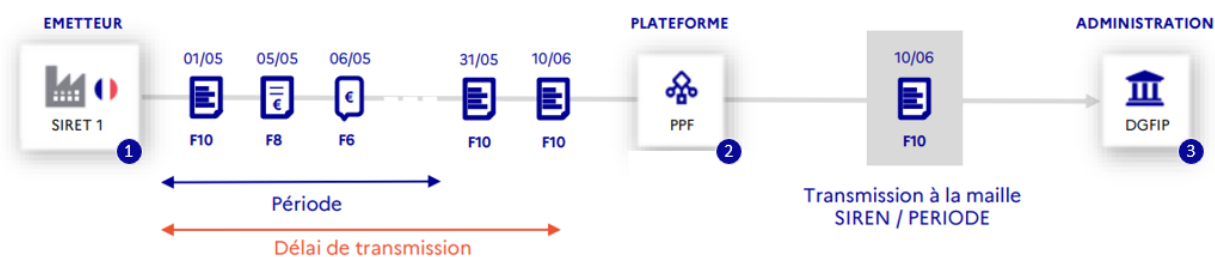 EMETTEUR
PLATEFORME
ADMINISTRATION
01/05 05/05 06/05 31/05 10/06
10/06
€
€
SIRET 1
PPF
DGFIP
F10 F8 F6 F10 F10
F10
1
2
3
Période
Délai de transmission
Transmission à la maille
SIREN / PERIODE